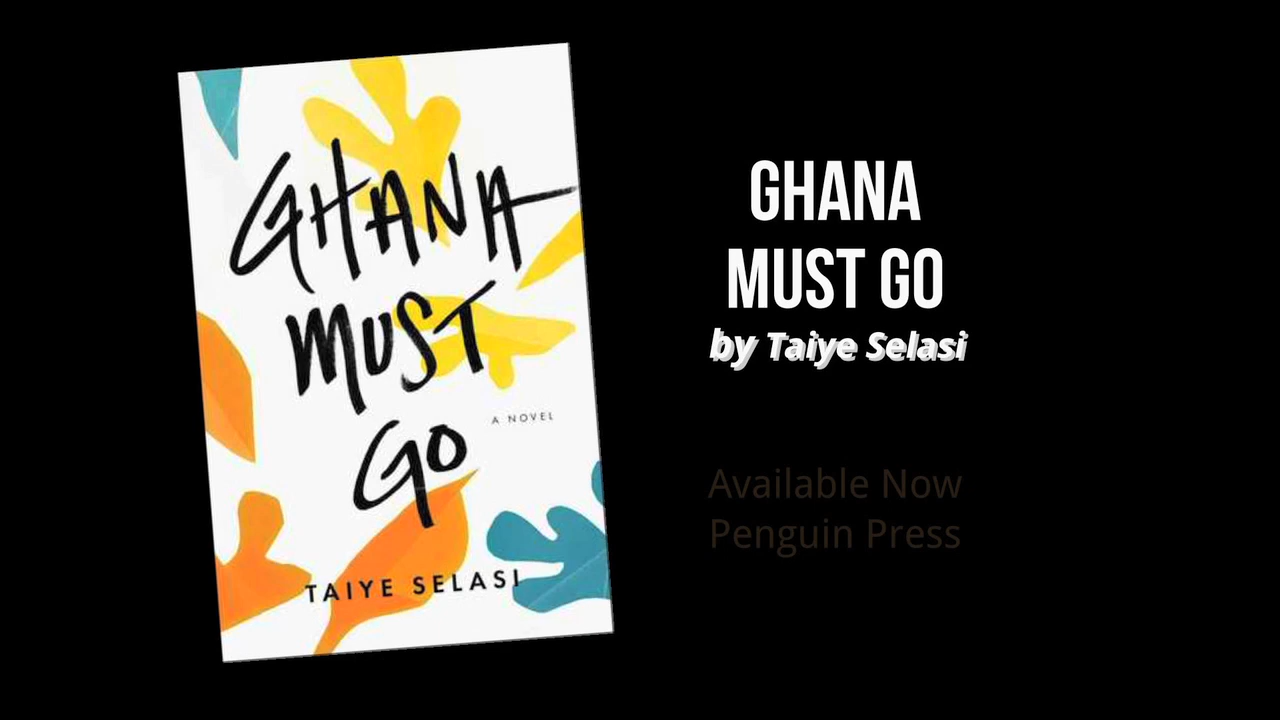 GHANA
MUST
GO
A NOVEL
TAIYE SELASI
GHANA
MUST GO
by Taiye Selasi
Available Now
Penguin Press